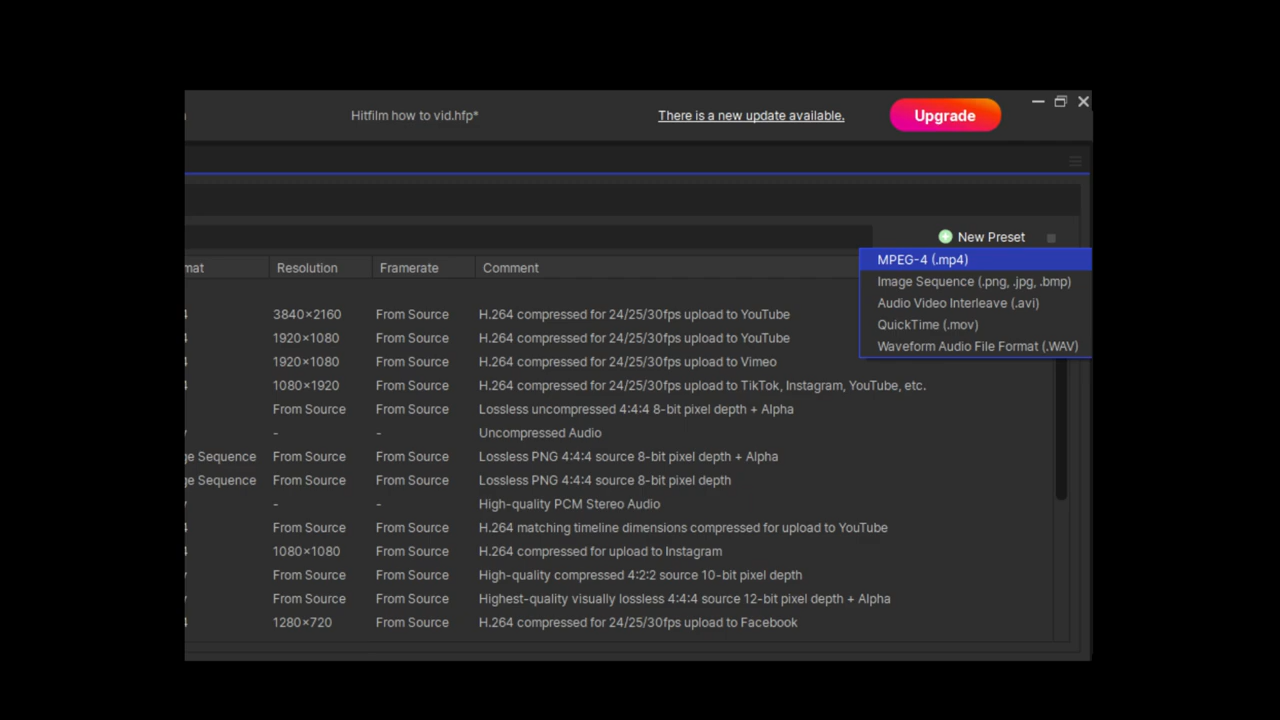 Hitfilm how to vid.hfp* There is a new update available. Upgrade
New Preset
MPEG-4 (.mp4)
Resolution Framerate Comment
Image Sequence (.png, .jpg, .bmp)
Audio Video Interleave (.avi)
3840×2160 From Source H.264 compressed for 24/25/30fps upload to YouTube
QuickTime (.mov)
1920×1080 From Source H.264 compressed for 24/25/30fps upload to YouTube
Waveform Audio File Format (.WAV)
1920×1080 From Source H.264 compressed for 24/25/30fps upload to Vimeo
1080×1920 From Source H.264 compressed for 24/25/30fps upload to TikTok, Instagram, YouTube, etc.
From Source From Source Lossless uncompressed 4:4:4 8-bit pixel depth + Alpha
- - Uncompressed Audio
Sequence From Source From Source Lossless PNG 4:4:4 source 8-bit pixel depth + Alpha
Sequence From Source From Source Lossless PNG 4:4:4 source 8-bit pixel depth
- - High-quality PCM Stereo Audio
From Source From Source H.264 matching timeline dimensions compressed for upload to YouTube
1080×1080 From Source H.264 compressed for upload to Instagram
From Source From Source High-quality compressed 4:2:2 source 10-bit pixel depth
From Source From Source Highest-quality visually lossless 4:4:4 source 12-bit pixel depth + Alpha
1280×720 From Source H.264 compressed for 24/25/30fps upload to Facebook